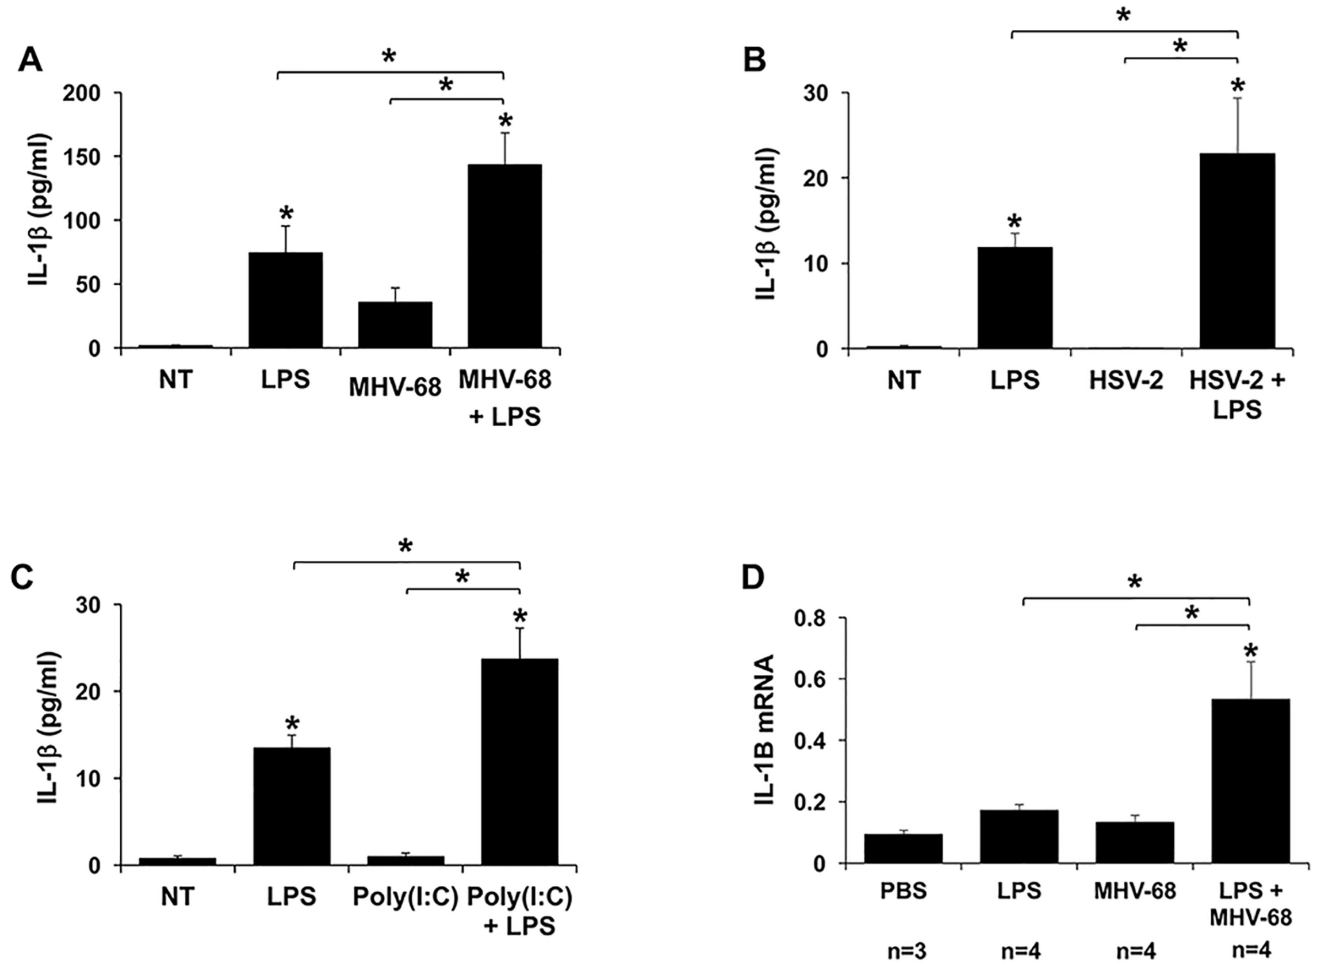 A
*
*
200
150
100
50
0
IL-1β (pg/ml)
*
*
NT
LPS
MHV-68
MHV-68
+ LPS
B
*
*
30
20
10
0
IL-1β (pg/ml)
*
*
NT
LPS
HSV-2
HSV-2 +
LPS
C
*
*
30
20
10
0
IL-1β (pg/ml)
*
*
NT
LPS
Poly(I:C)
Poly(I:C)
+ LPS
D
*
*
0.8
0.6
0.4
0.2
0
IL-1B mRNA
*
PBS
LPS
MHV-68
LPS +
MHV-68
n=3
n=4
n=4
n=4